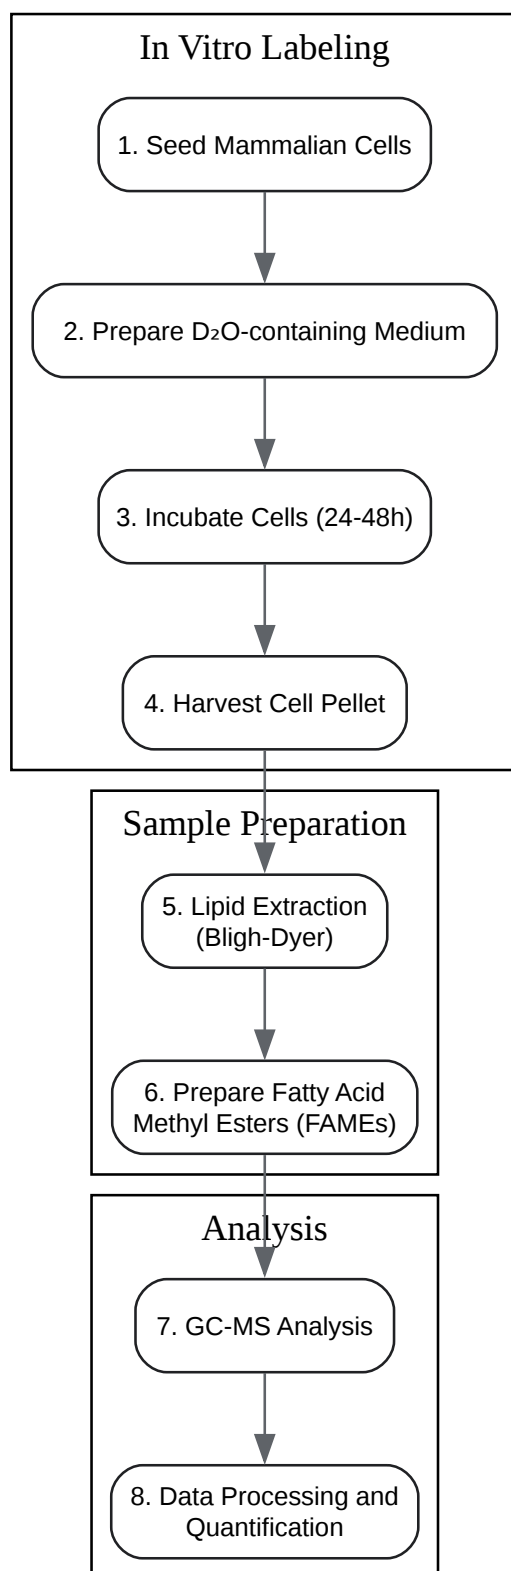 In Vitro Labeling
1. Seed Mammalian Cells
2. Prepare D₂O-containing Medium
3. Incubate Cells (24-48h)
4. Harvest Cell Pellet
Sample Preparation
5. Lipid Extraction
(Bligh-Dyer)
6. Prepare Fatty Acid
Methyl Esters (FAMEs)
Analysis
7. GC-MS Analysis
8. Data Processing and
Quantification